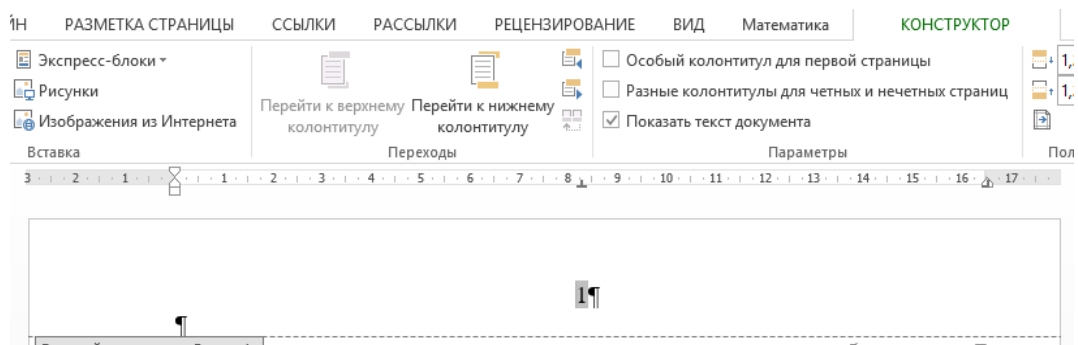 ЙН РАЗМЕТКА СТРАНИЦЫ ССЫЛКИ РАССЫЛКИ РЕЦЕНЗИРОВАНИЕ ВИД Математика КОНСТРУКТОР
Экспресс-блоки
Рисунки
Изображения из Интернета
Вставка
Перейти к верхнему колонтитулу
Перейти к нижнему колонтитулу
Переходы
Особый колонтитул для первой страницы
Разные колонтитулы для четных и нечетных страниц
Показать текст документа
Параметры
1,
1,
Пол
3 2 1 1 2 3 4 5 6 7 8 9 10 11 12 13 14 15 16 17
1¶
¶